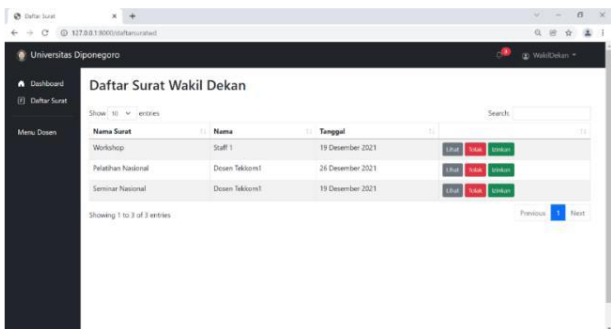 Daftar Surat
127.0.0.1:8000/daftarsuratwd
Universitas Diponegoro
WakilDekan
Dashboard
Daftar Surat
Menu Dosen
Daftar Surat Wakil Dekan
Show 10 entries
Search:
Nama Surat Nama Tanggal
Workshop Staff 1 19 Desember 2021 Lihat Tolak Izinkan
Pelatihan Nasional Dosen Tekkom1 26 Desember 2021 Lihat Tolak Izinkan
Seminar Nasional Dosen Tekkom1 19 Desember 2021 Lihat Tolak Izinkan
Showing 1 to 3 of 3 entries
Previous 1 Next